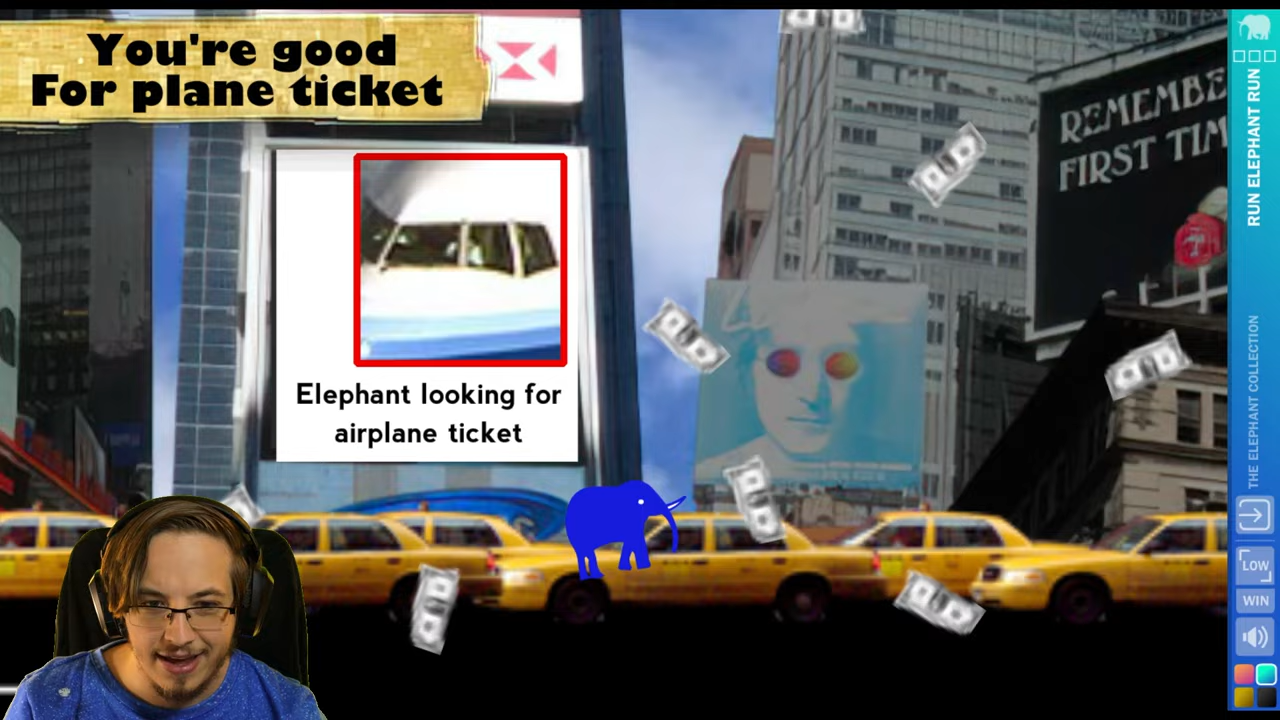 You're good
For plane ticket
REMEMBE
FIRST TIM
Elephant looking for
airplane ticket
RUN ELEPHANT RUN
THE ELEPHANT COLLECTION
LOW
WIN